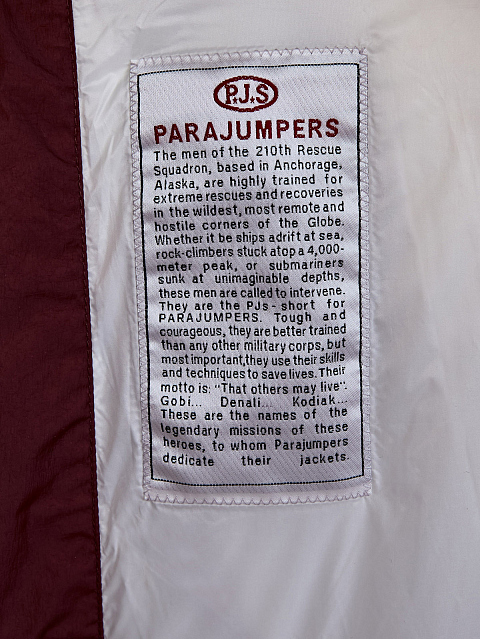 P.J.S
PARAJUMPERS
The men of the 210th Rescue
Squadron, based in Anchorage,
Alaska, are highly trained for
extreme rescues and recoveries
in the wildest, most remote and
hostile corners of the Globe.
Whether it be ships adrift at sea,
rock-climbers stuck atop a 4,000-
meter peak, or submariners
sunk at unimaginable depths,
these men are called to intervene.
They are the PJs - short for
PARAJUMPERS. Tough and
courageous, they are better trained
than any other military corps, but
most important,they use their skills
and techniques to save lives. Their
motto is: "That others may live".
Gobi... Denali... Kodiak...
These are the names of the
legendary missions of these
heroes, to whom Parajumpers
dedicate their jackets.